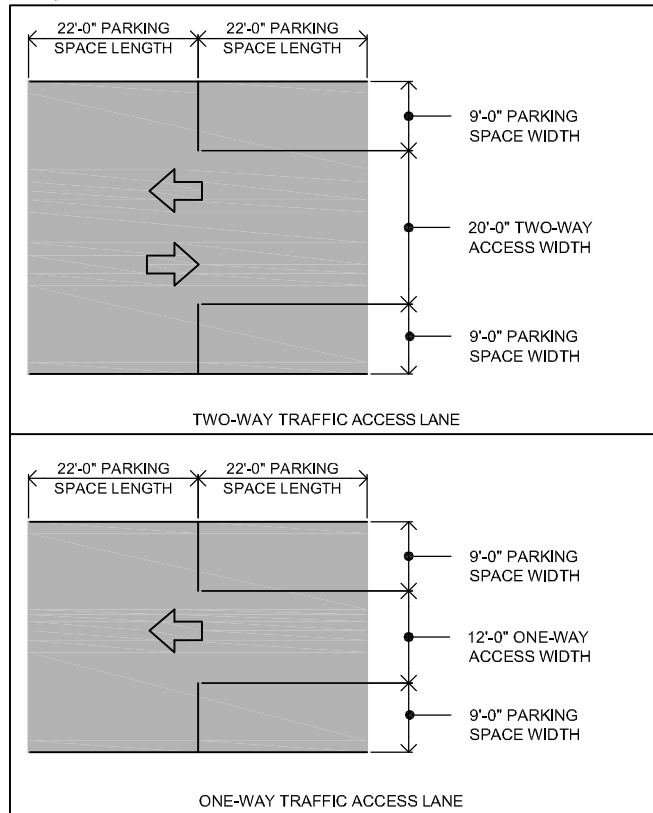 22'-0" PARKING
SPACE LENGTH
22'-0" PARKING
SPACE LENGTH
9'-0" PARKING
SPACE WIDTH
20'-0" TWO-WAY
ACCESS WIDTH
9'-0" PARKING
SPACE WIDTH
TWO-WAY TRAFFIC ACCESS LANE
22'-0" PARKING
SPACE LENGTH
22'-0" PARKING
SPACE LENGTH
9'-0" PARKING
SPACE WIDTH
12'-0" ONE-WAY
ACCESS WIDTH
9'-0" PARKING
SPACE WIDTH
ONE-WAY TRAFFIC ACCESS LANE